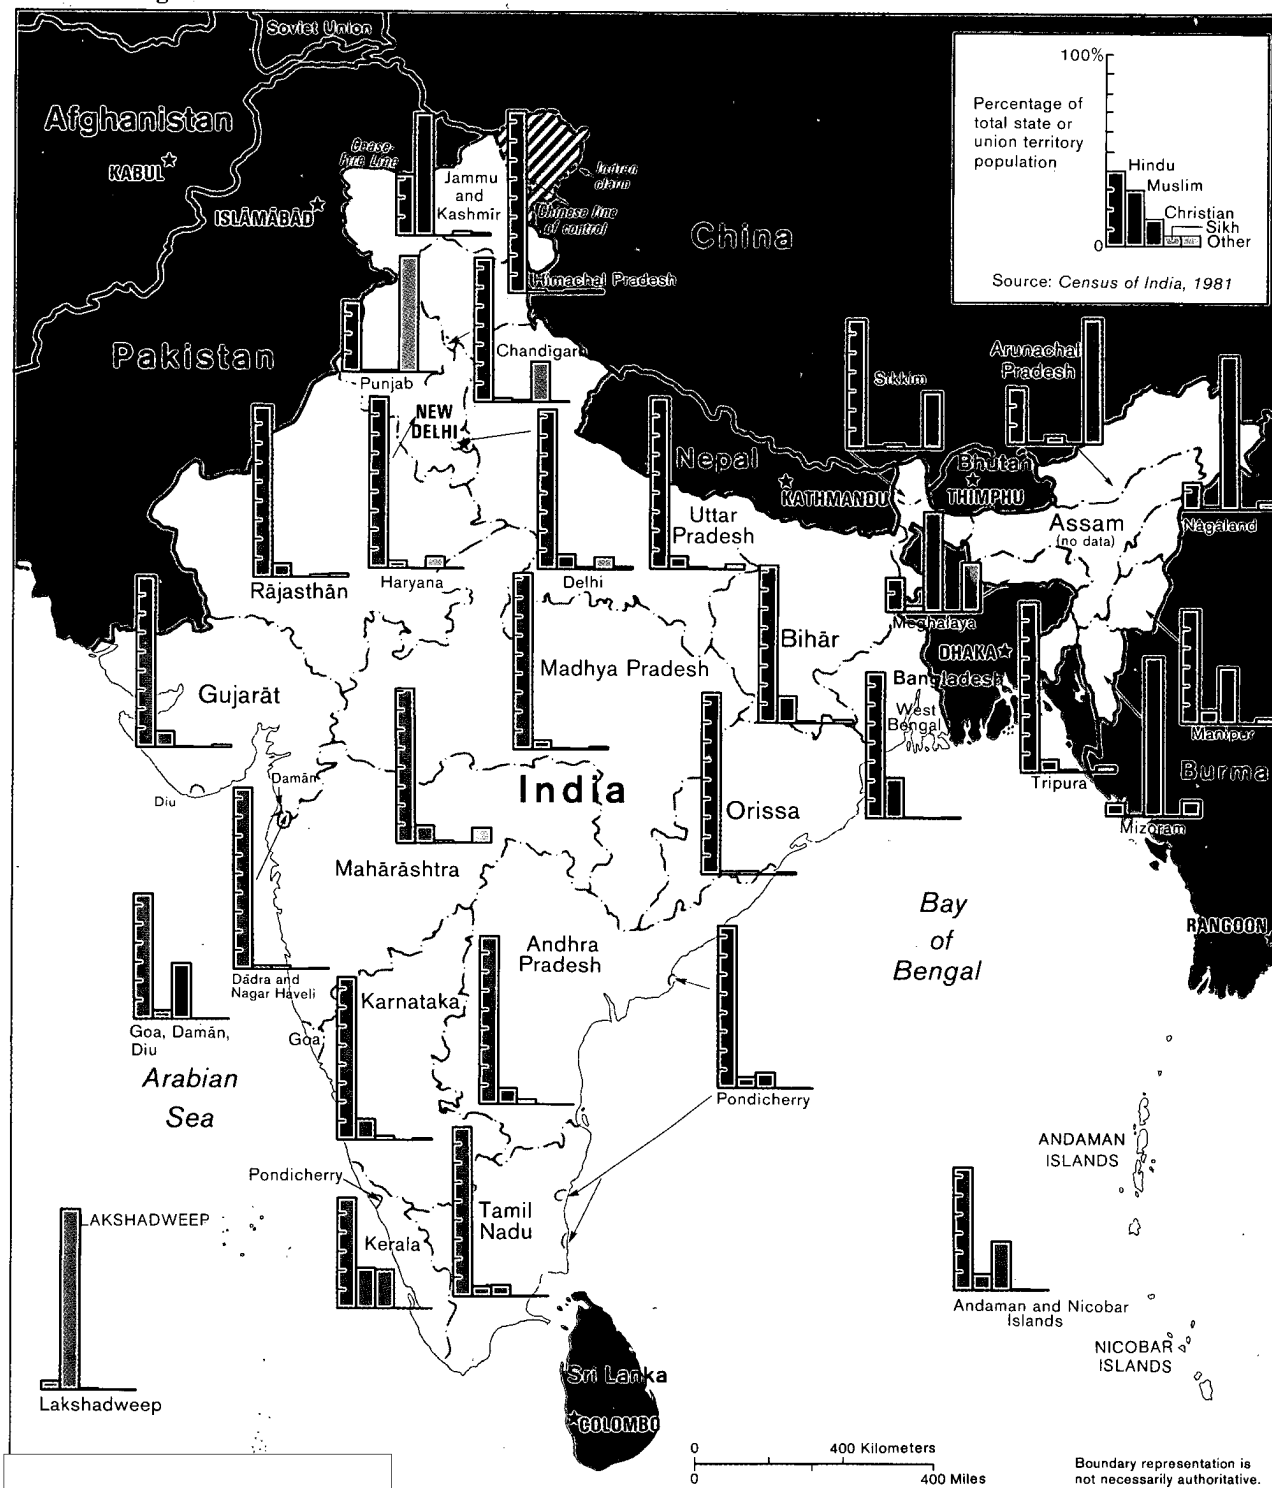 Soviet Union
Afghanistan
KABUL
ISLĀMĀBĀD
Cease-
Fire Line
Jammu
and
Kashmīr
Indian
claim
Chinese line
of control
China
100%
Percentage of
total state or
union territory
population
Hindu
Muslim
Christian
Sikh
Other
0
Source: Census of India, 1981
Himachal Pradesh
Pakistan
Punjab
Chandīgarh
NEW
DELHI
Sikkim
Arunachal
Pradesh
Nepal
KATHMANDU
Bhutan
THIMPHU
Uttar
Pradesh
Assam
(no data)
Nāgāland
Rājasthān
Haryana
Delhi
Meghālaya
Bihār
DHAKA
Bangladesh
Madhya Pradesh
Gujarāt
West
Bengal
Manipur
Burma
Tripura
Mizoram
Damān
Diu
India
Orissa
Mahārāshtra
Bay
of
Bengal
RANGOON
Andhra
Pradesh
Dādra and
Nagar Haveli
Karnataka
Goa, Damān,
Diu
Goa
Arabian
Sea
Pondicherry
ANDAMAN
ISLANDS
Pondicherry
Tamil
Nadu
LAKSHADWEEP
Kerala
Andaman and Nicobar
Islands
NICOBAR
ISLANDS
Sri Lanka
Lakshadweep
COLOMBO
0 400 Kilometers
0 400 Miles
Boundary representation is
not necessarily authoritative.